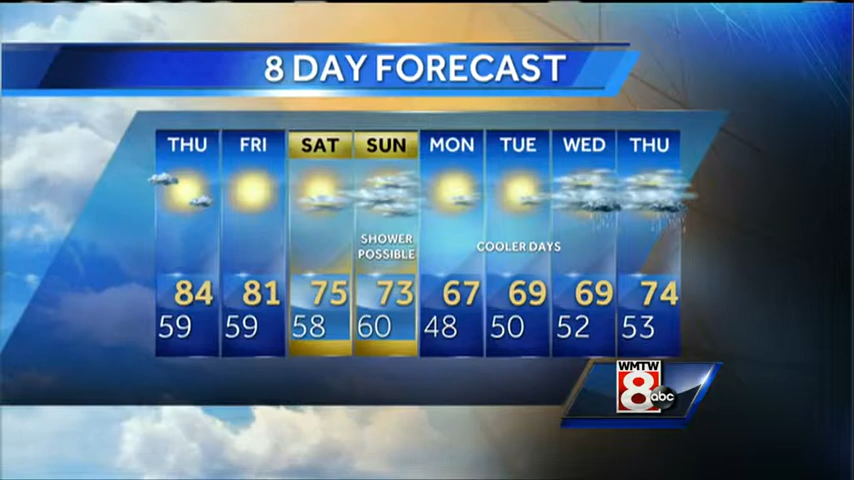 8 DAY FORECAST
THU FRI SAT SUN MON TUE WED THU
SHOWER
POSSIBLE
COOLER DAYS
84 81 75 73 67 69 69 74
59 59 58 60 48 50 52 53
WMTW
8 abc